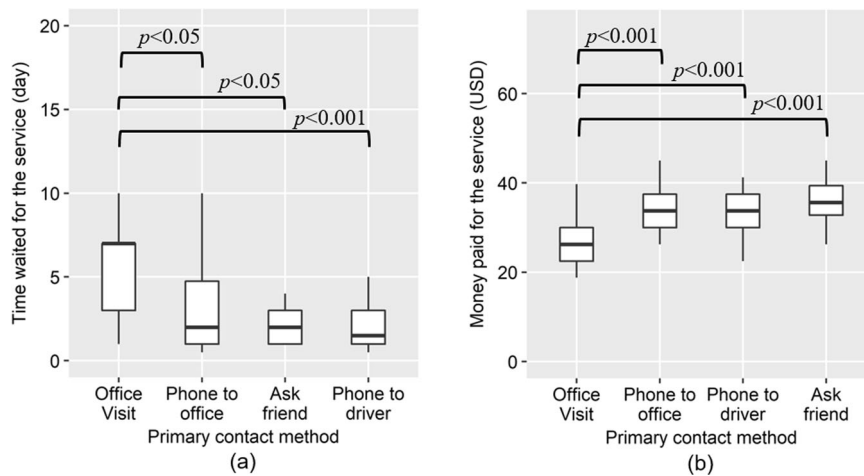 Time waited for the service (day)
20
15
10
5
0
p<0.05
p<0.05
p<0.001
Office
Visit
Phone to
office
Ask
friend
Phone to
driver
Primary contact method
(a)
Money paid for the service (USD)
60
40
20
0
p<0.001
p<0.001
p<0.001
Office
Visit
Phone to
office
Phone to
driver
Ask
friend
Primary contact method
(b)